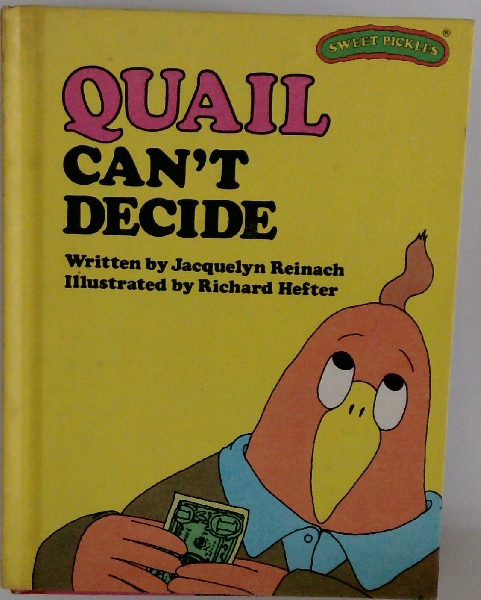 SWEET PICKLES®
QUAIL
CAN'T
DECIDE
Written by Jacquelyn Reinach
Illustrated by Richard Hefter